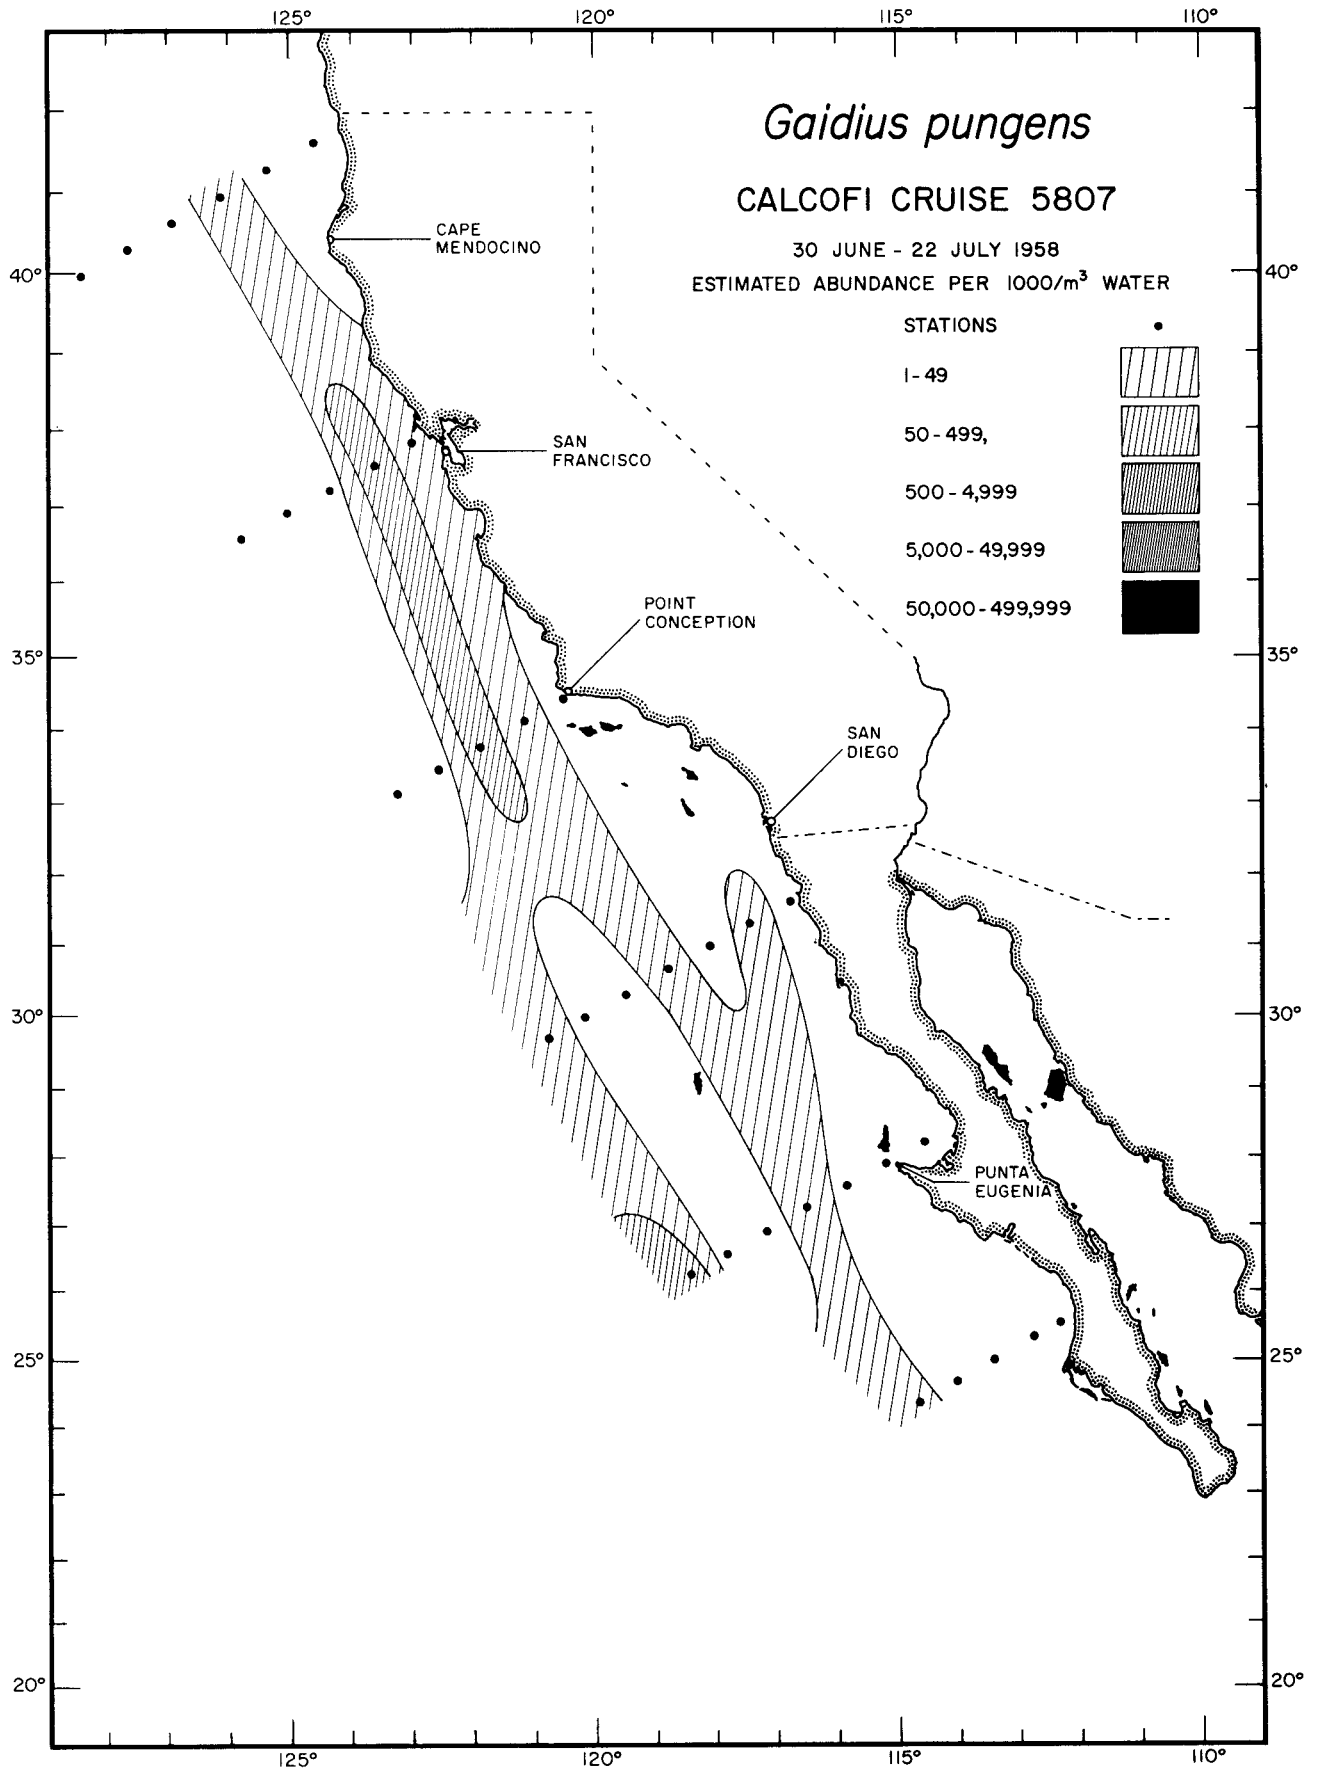 125° 120° 115° 110°
Gaidius pungens
CALCOFI CRUISE 5807
30 JUNE - 22 JULY 1958
ESTIMATED ABUNDANCE PER 1000/m³ WATER
STATIONS
1-49
50-499,
500-4,999
5,000-49,999
50,000-499,999
CAPE
MENDOCINO
40° 40°
SAN
FRANCISCO
POINT
CONCEPTION
35° 35°
SAN
DIEGO
30° 30°
PUNTA
EUGENIA
25° 25°
20° 20°
125° 120° 115° 110°